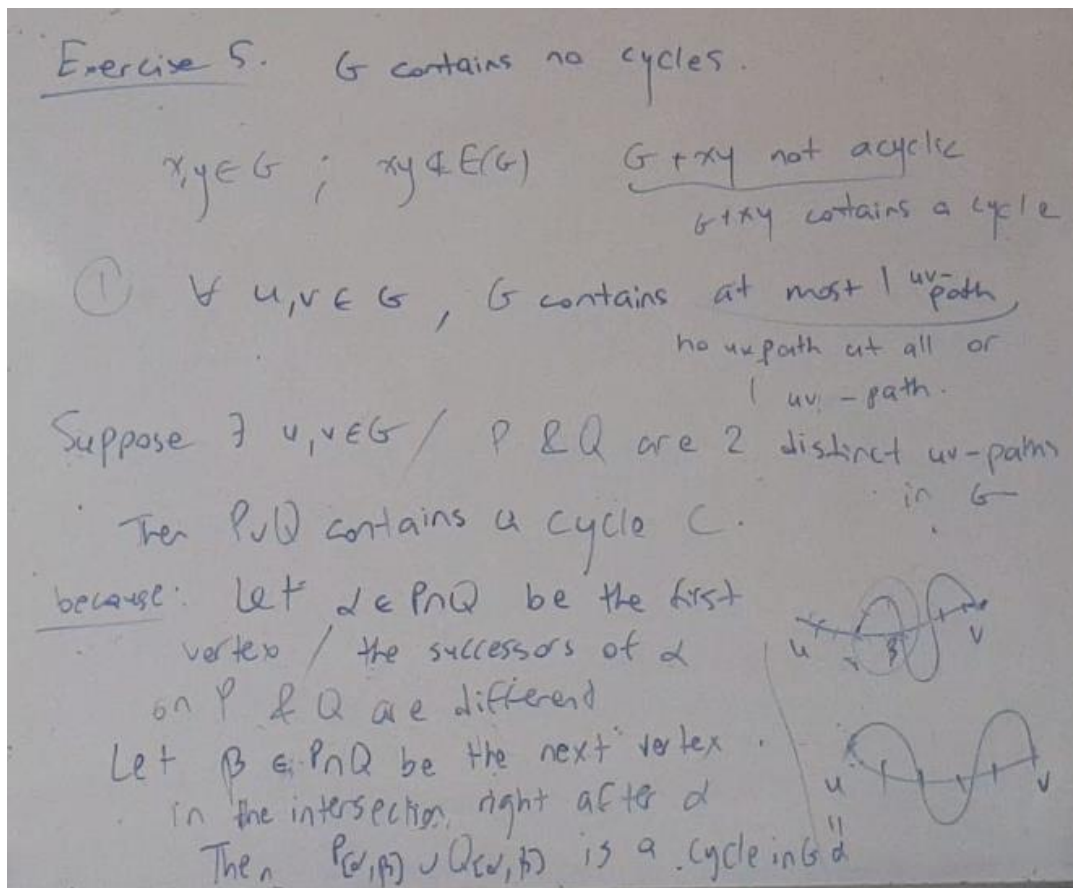 Exercise 5. G contains no cycles.
x,y ∈ G ; xy ∉ E(G) G + xy not acyclic
G+xy contains a cycle
① ∀ u,v ∈ G, G contains at most 1 uv-path,
no uv path at all or
1 uv - path.
Suppose ∃ u,v ∈ G / P & Q are 2 distinct uv-paths
in G
Then P∪Q contains a cycle C.
because: Let α ∈ P∩Q be the first
vertex / the successors of α
on P & Q are differend
Let β ∈ P∩Q be the next vertex
in the intersection, right after α
Then P[α,β] ∪ Q[α,β] is a cycle in G
u β v
u v
"
α